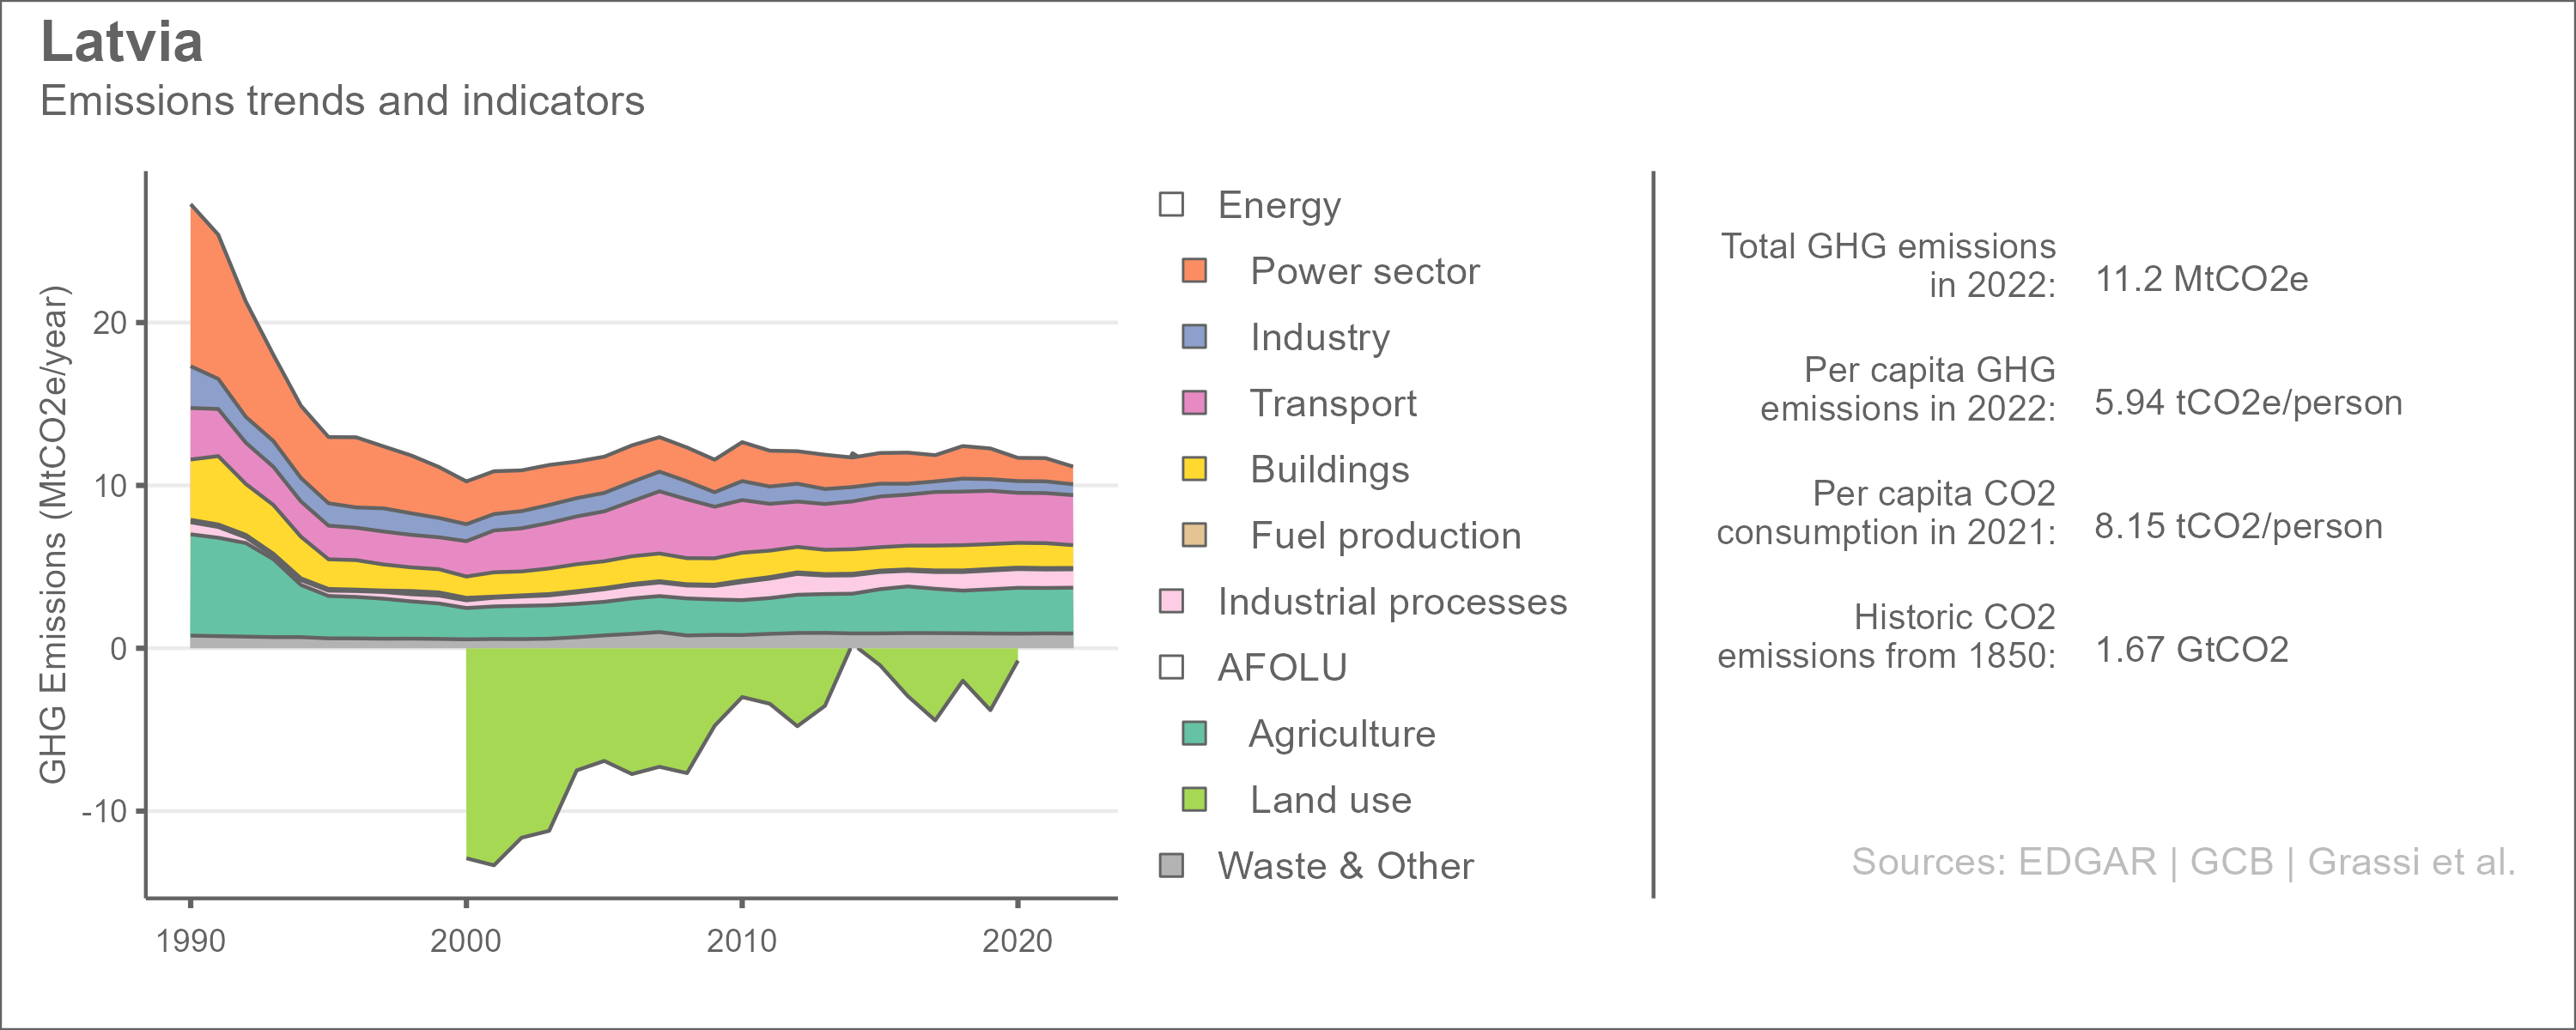 Latvia
Emissions trends and indicators
GHG Emissions (MtCO2e/year)
20
10
0
-10
1990
2000
2010
2020
Energy
Power sector
Industry
Transport
Buildings
Fuel production
Industrial processes
AFOLU
Agriculture
Land use
Waste & Other
Total GHG emissions
in 2022:
11.2 MtCO2e
Per capita GHG
emissions in 2022:
5.94 tCO2e/person
Per capita CO2
consumption in 2021:
8.15 tCO2/person
Historic CO2
emissions from 1850:
1.67 GtCO2
Sources: EDGAR | GCB | Grassi et al.